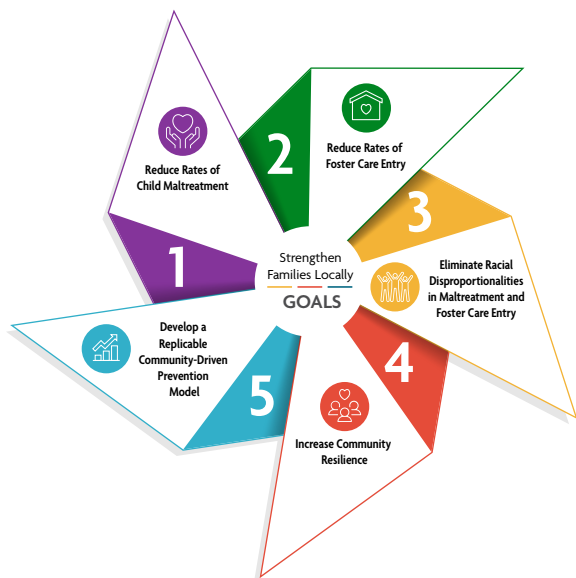 Strengthen
Families Locally
GOALS
1
Reduce Rates of
Child Maltreatment
2
Reduce Rates of
Foster Care Entry
3
Eliminate Racial
Disproportionalities
in Maltreatment and
Foster Care Entry
4
Increase Community
Resilience
5
Develop a
Replicable
Community-Driven
Prevention
Model